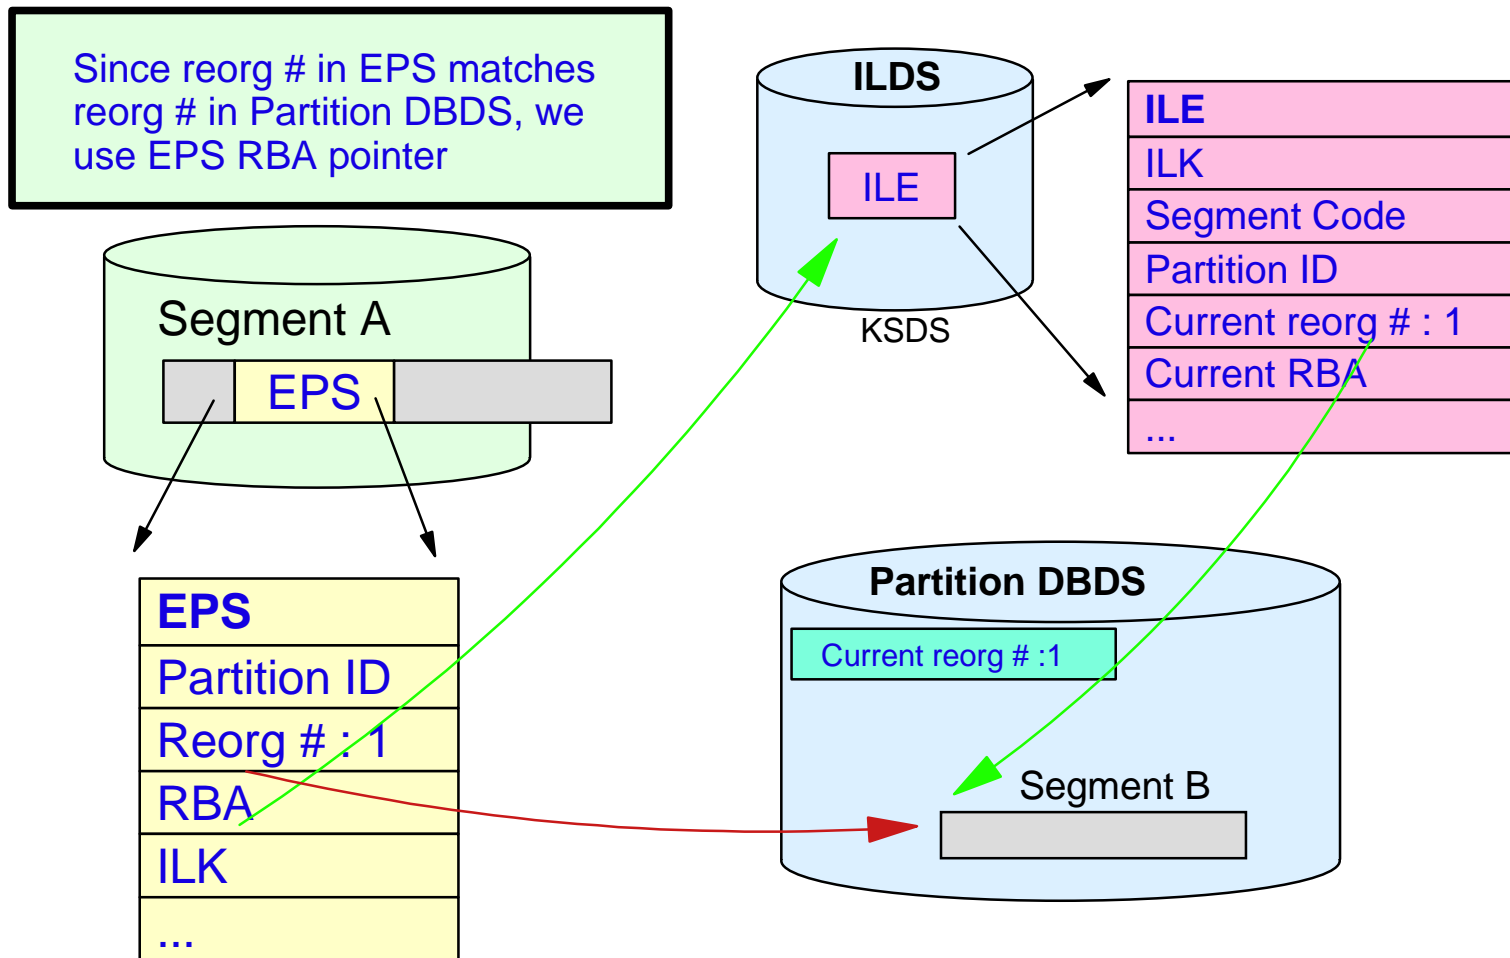 Since reorg # in EPS matches
reorg # in Partition DBDS, we
use EPS RBA pointer
ILDS
ILE
KSDS
ILE
ILK
Segment Code
Partition ID
Current reorg # : 1
Current RBA
...
Segment A
EPS
EPS
Partition ID
Reorg # : 1
RBA
ILK
...
Partition DBDS
Current reorg # :1
Segment B